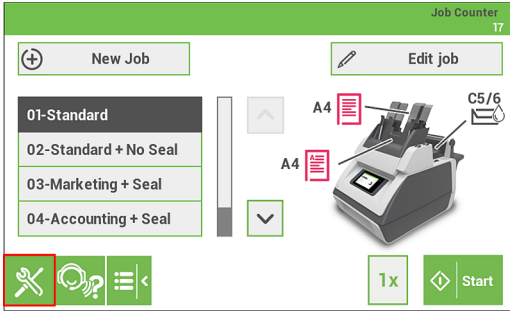 Job Counter
17
New Job
Edit job
01-Standard
02-Standard + No Seal
03-Marketing + Seal
04-Accounting + Seal
A4
C5/6
A4
1x
Start